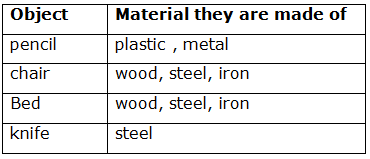 Object Material they are made of
pencil plastic , metal
chair wood, steel, iron
Bed wood, steel, iron
knife steel